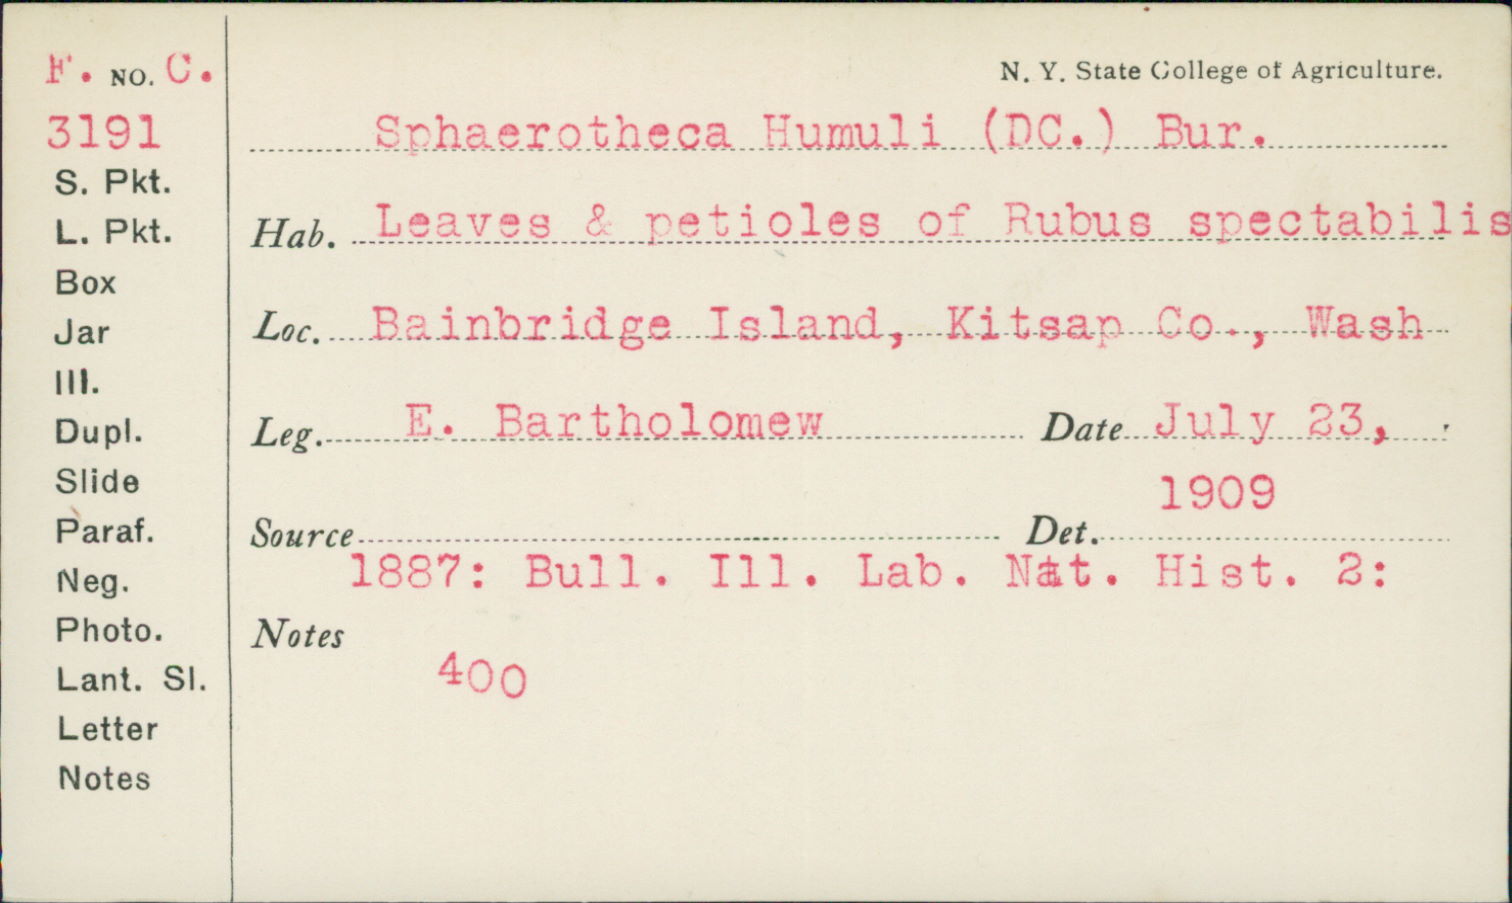 F. NO. C.
3191
S. Pkt.
L. Pkt.
Box
Jar
Ill.
Dupl.
Slide
Paraf.
Neg.
Photo.
Lant. Sl.
Letter
Notes
N. Y. State College of Agriculture.
Sphaerotheca Humuli (DC.) Bur.
Hab. Leaves & petioles of Rubus spectabilis
Loc. Bainbridge Island, Kitsap Co., Wash
Leg. E. Bartholomew Date July 23,
1909
Source Det.
1887: Bull. Ill. Lab. Nat. Hist. 2:
Notes
400